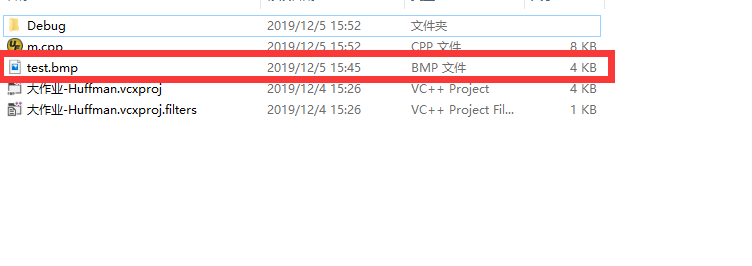 Debug 2019/12/5 15:52 文件夹
m.cpp 2019/12/5 15:52 CPP 文件 8 KB
test.bmp 2019/12/5 15:45 BMP 文件 4 KB
大作业-Huffman.vcxproj 2019/12/4 15:26 VC++ Project 4 KB
大作业-Huffman.vcxproj.filters 2019/12/4 15:26 VC++ Project Fil... 1 KB